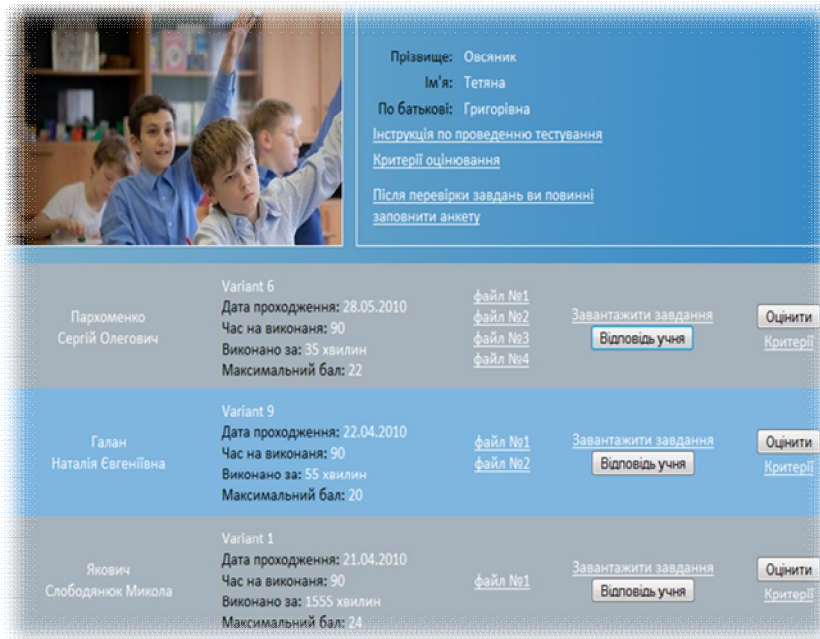 Прізвище: Овсяник
Ім'я: Тетяна
По батькові: Григорівна
Інструкція по проведенню тестування
Критерії оцінювання
Після перевірки завдань ви повинні
заповнити анкету
Пархоменко
Сергій Олегович
Variant 6
Дата проходження: 28.05.2010
Час на виконаня: 90
Виконано за: 35 хвилин
Максимальний бал: 22
файл №1
файл №2
файл №3
файл №4
Завантажити завдання
Відповідь учня
Оцінити
Критерії
Галан
Наталія Євгеніївна
Variant 9
Дата проходження: 22.04.2010
Час на виконаня: 90
Виконано за: 55 хвилин
Максимальний бал: 20
файл №1
файл №2
Завантажити завдання
Відповідь учня
Оцінити
Критерії
Якович
Слободянюк Микола
Variant 1
Дата проходження: 21.04.2010
Час на виконаня: 90
Виконано за: 1555 хвилин
Максимальний бал: 24
файл №1
Завантажити завдання
Відповідь учня
Оцінити
Критерії